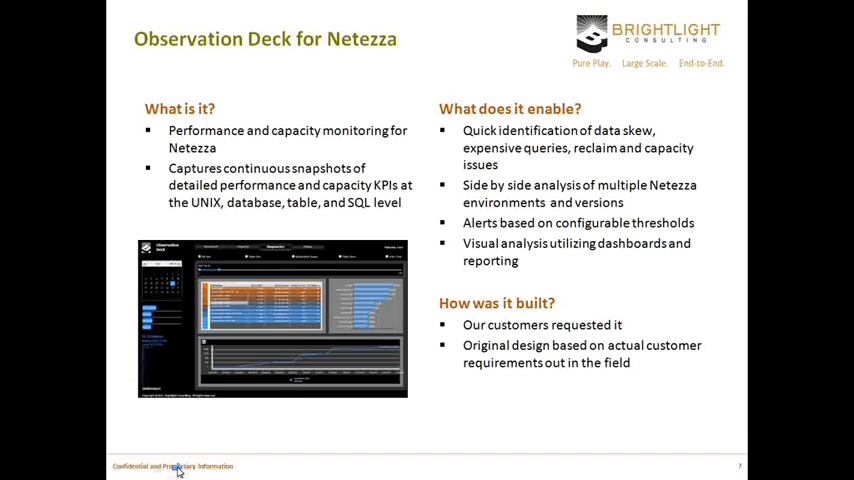 Observation Deck for Netezza
BRIGHTLIGHT
CONSULTING
Pure Play. Large Scale. End-to-End.
What is it?
Performance and capacity monitoring for
Netezza
Captures continuous snapshots of
detailed performance and capacity KPIs at
the UNIX, database, table, and SQL level
Observation
Deck
What does it enable?
Quick identification of data skew,
expensive queries, reclaim and capacity
issues
Side by side analysis of multiple Netezza
environments and versions
Alerts based on configurable thresholds
Visual analysis utilizing dashboards and
reporting
How was it built?
Our customers requested it
Original design based on actual customer
requirements out in the field
Confidential and Proprietary Information
7